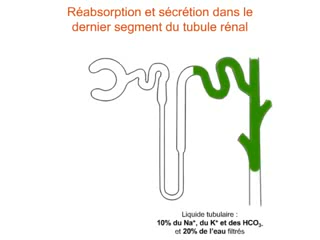 Réabsorption et sécrétion dans le
dernier segment du tubule rénal
Liquide tubulaire :
10% du Na⁺, du K⁺ et des HCO₃,
et 20% de l'eau filtrés